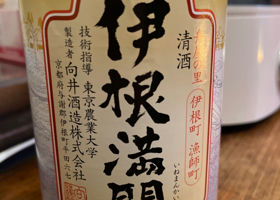 の里
清酒
伊根町 漁師町
伊根満開
いねまんかい
技術指導 東京農業大学
製造者 向井酒造株式会社
京都府与謝郡伊根町平田六七